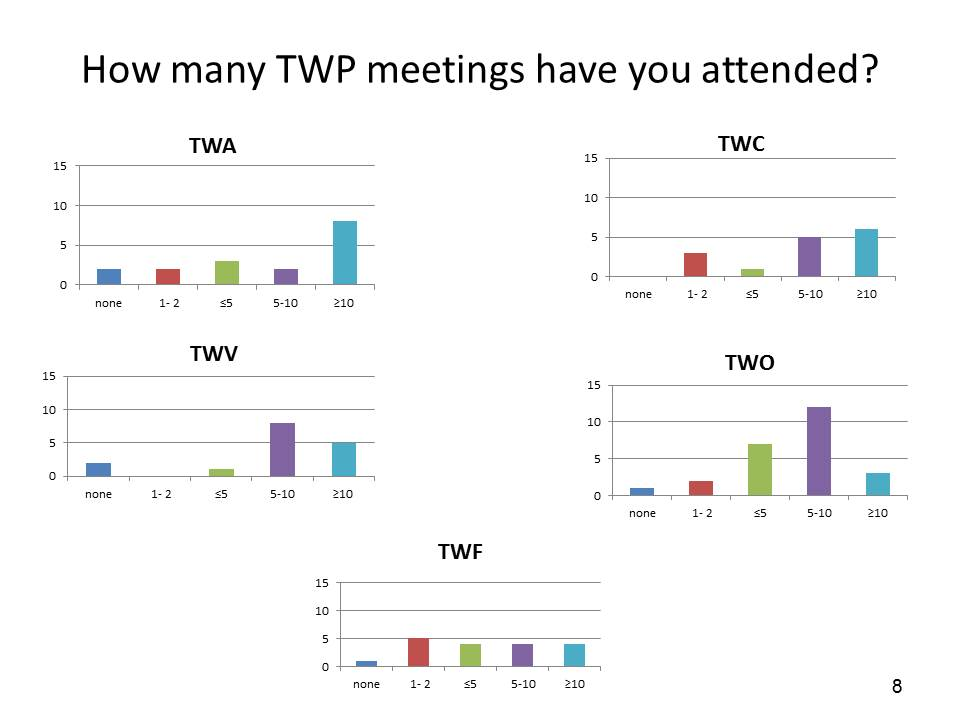 How many TWP meetings have you attended?
TWA
15
10
5
0
none 1- 2 ≤5 5-10 ≥10
TWC
15
10
5
0
none 1- 2 ≤5 5-10 ≥10
TWV
15
10
5
0
none 1- 2 ≤5 5-10 ≥10
TWO
15
10
5
0
none 1- 2 ≤5 5-10 ≥10
TWF
15
10
5
0
none 1- 2 ≤5 5-10 ≥10
8